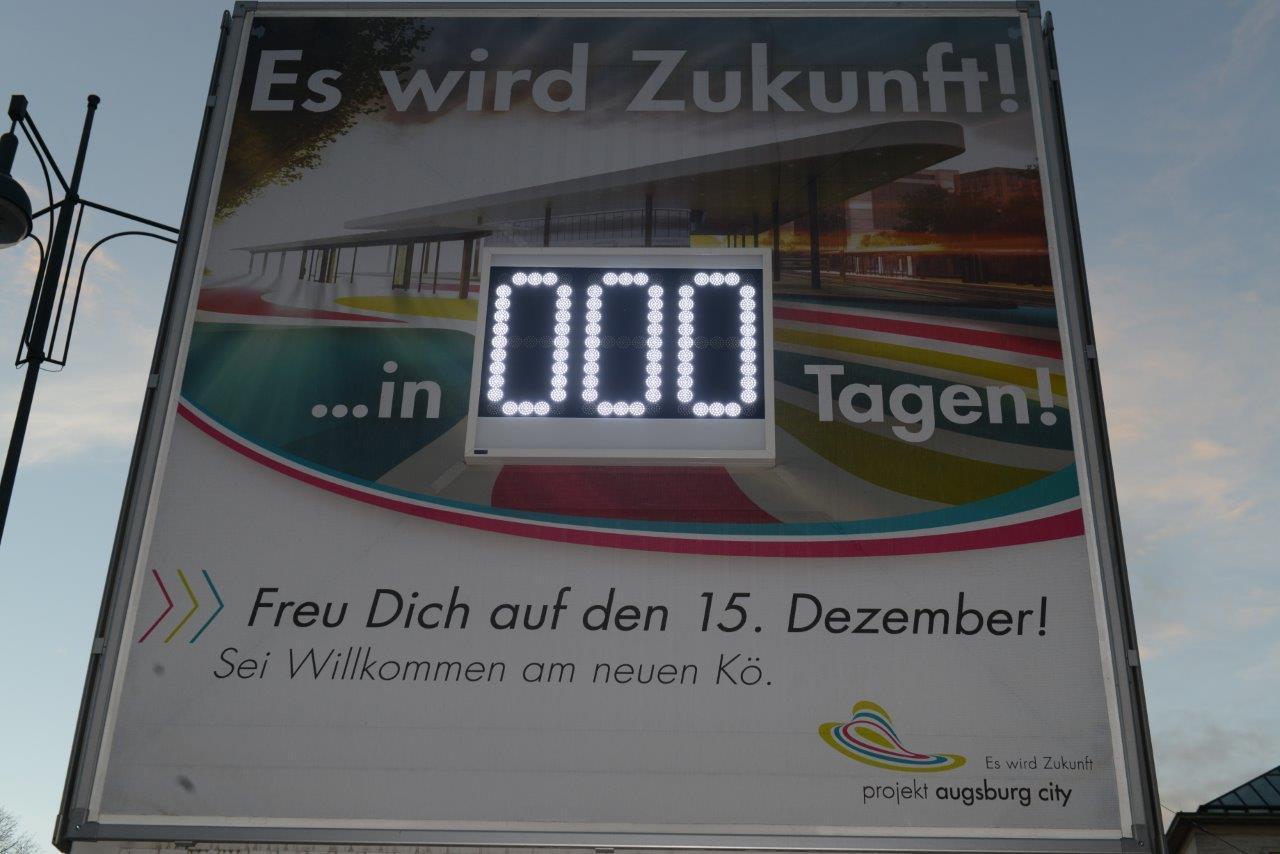 Es wird Zukunft!
...in 000 Tagen!
Freu Dich auf den 15. Dezember!
Sei Willkommen am neuen Kö.
Es wird Zukunft
projekt augsburg city